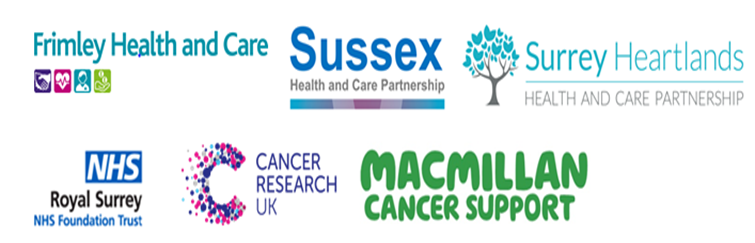 Frimley Health and Care
Sussex
Health and Care Partnership
Surrey Heartlands
HEALTH AND CARE PARTNERSHIP
NHS
Royal Surrey
NHS Foundation Trust
CANCER
RESEARCH
UK
MACMILLAN
CANCER SUPPORT